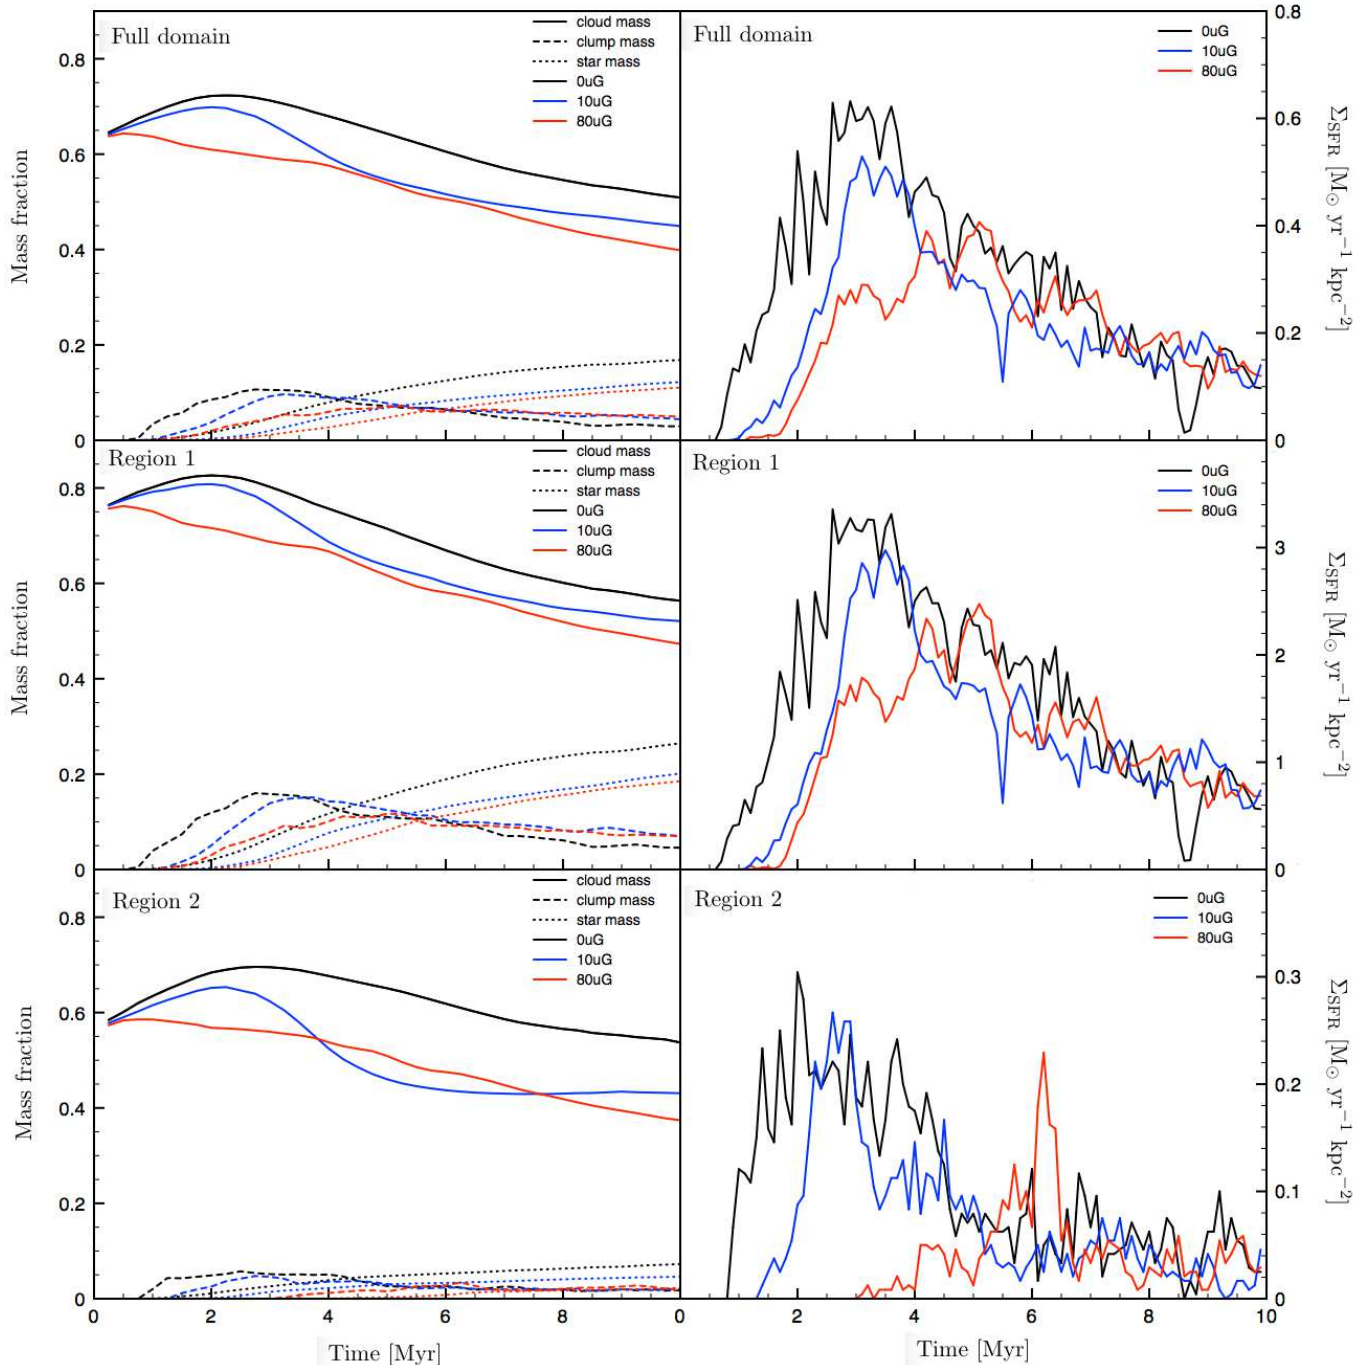 Full domain
cloud mass
clump mass
star mass
0uG
10uG
80uG
0.8
0.6
0.4
0.2
0
Mass fraction
Full domain
0uG
10uG
80uG
0.8
0.6
0.4
0.2
0
Σ_SFR [M_⊙ yr^−1 kpc^−2]
Region 1
cloud mass
clump mass
star mass
0uG
10uG
80uG
0.8
0.6
0.4
0.2
0
Mass fraction
Region 1
0uG
10uG
80uG
3
2
1
0
Σ_SFR [M_⊙ yr^−1 kpc^−2]
Region 2
cloud mass
clump mass
star mass
0uG
10uG
80uG
0.8
0.6
0.4
0.2
0
Mass fraction
0 2 4 6 8 0
Time [Myr]
Region 2
0uG
10uG
80uG
0.3
0.2
0.1
0
Σ_SFR [M_⊙ yr^−1 kpc^−2]
2 4 6 8 10
Time [Myr]